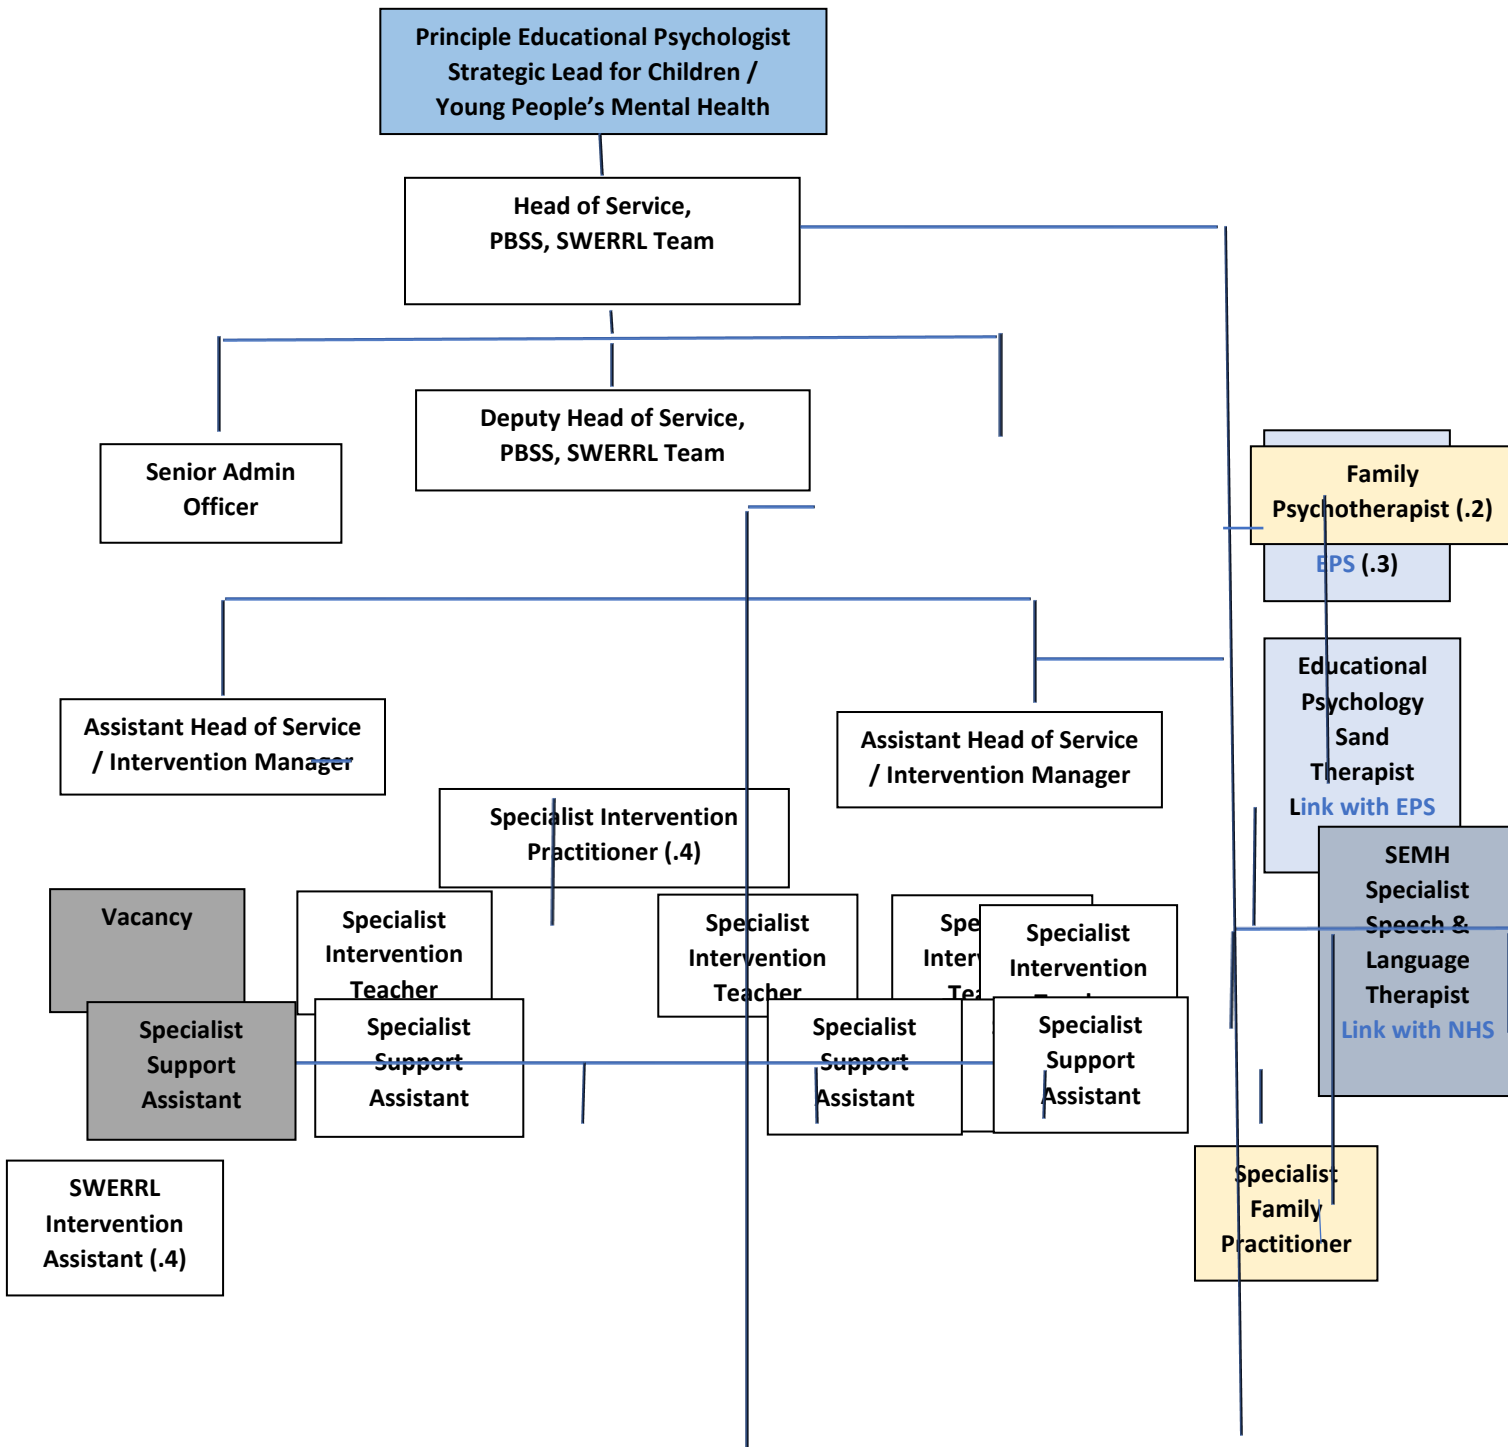 Principle Educational Psychologist
Strategic Lead for Children /
Young People’s Mental Health
Head of Service,
PBSS, SWERRL Team
Deputy Head of Service,
PBSS, SWERRL Team
Senior Admin
Officer
Family
Psychotherapist (.2)
EPS (.3)
Educational
Psychology
Sand
Therapist
Link with EPS
Assistant Head of Service
/ Intervention Manager
Assistant Head of Service
/ Intervention Manager
Specialist Intervention
Practitioner (.4)
SEMH
Specialist
Speech &
Language
Therapist
Link with NHS
Vacancy
Specialist
Intervention
Teacher
Specialist
Intervention
Teacher
Specialist
Intervention
Specialist
Support
Assistant
Specialist
Support
Assistant
Specialist
Support
Assistant
Specialist
Support
Assistant
SWERRL
Intervention
Assistant (.4)
Specialist
Family
Practitioner